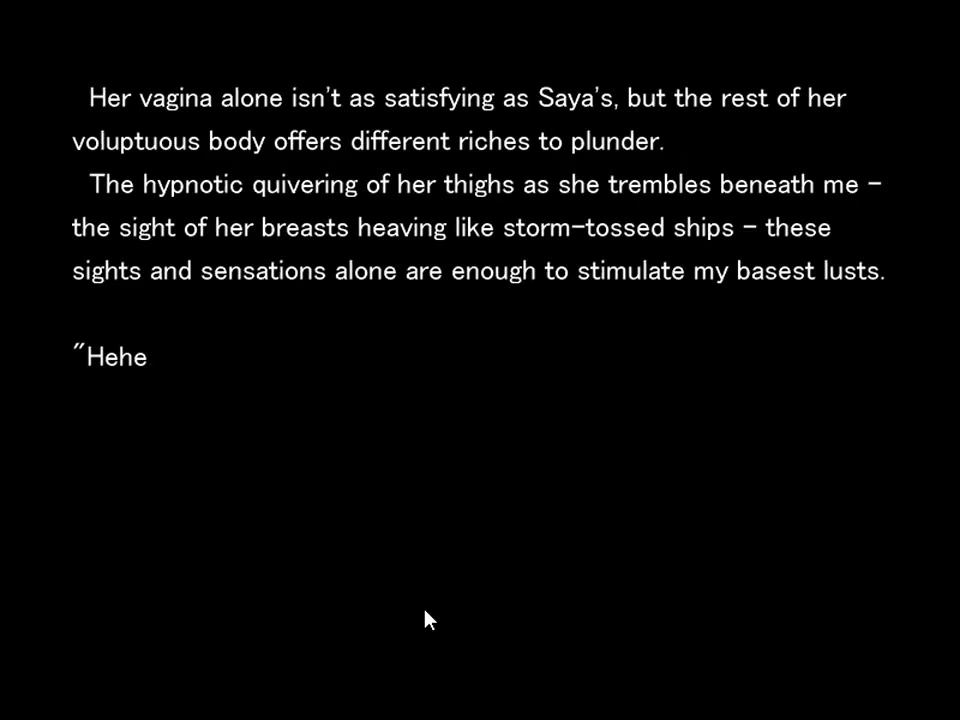 Her vagina alone isn't as satisfying as Saya's, but the rest of her
voluptuous body offers different riches to plunder.
The hypnotic quivering of her thighs as she trembles beneath me –
the sight of her breasts heaving like storm-tossed ships – these
sights and sensations alone are enough to stimulate my basest lusts.
"Hehe